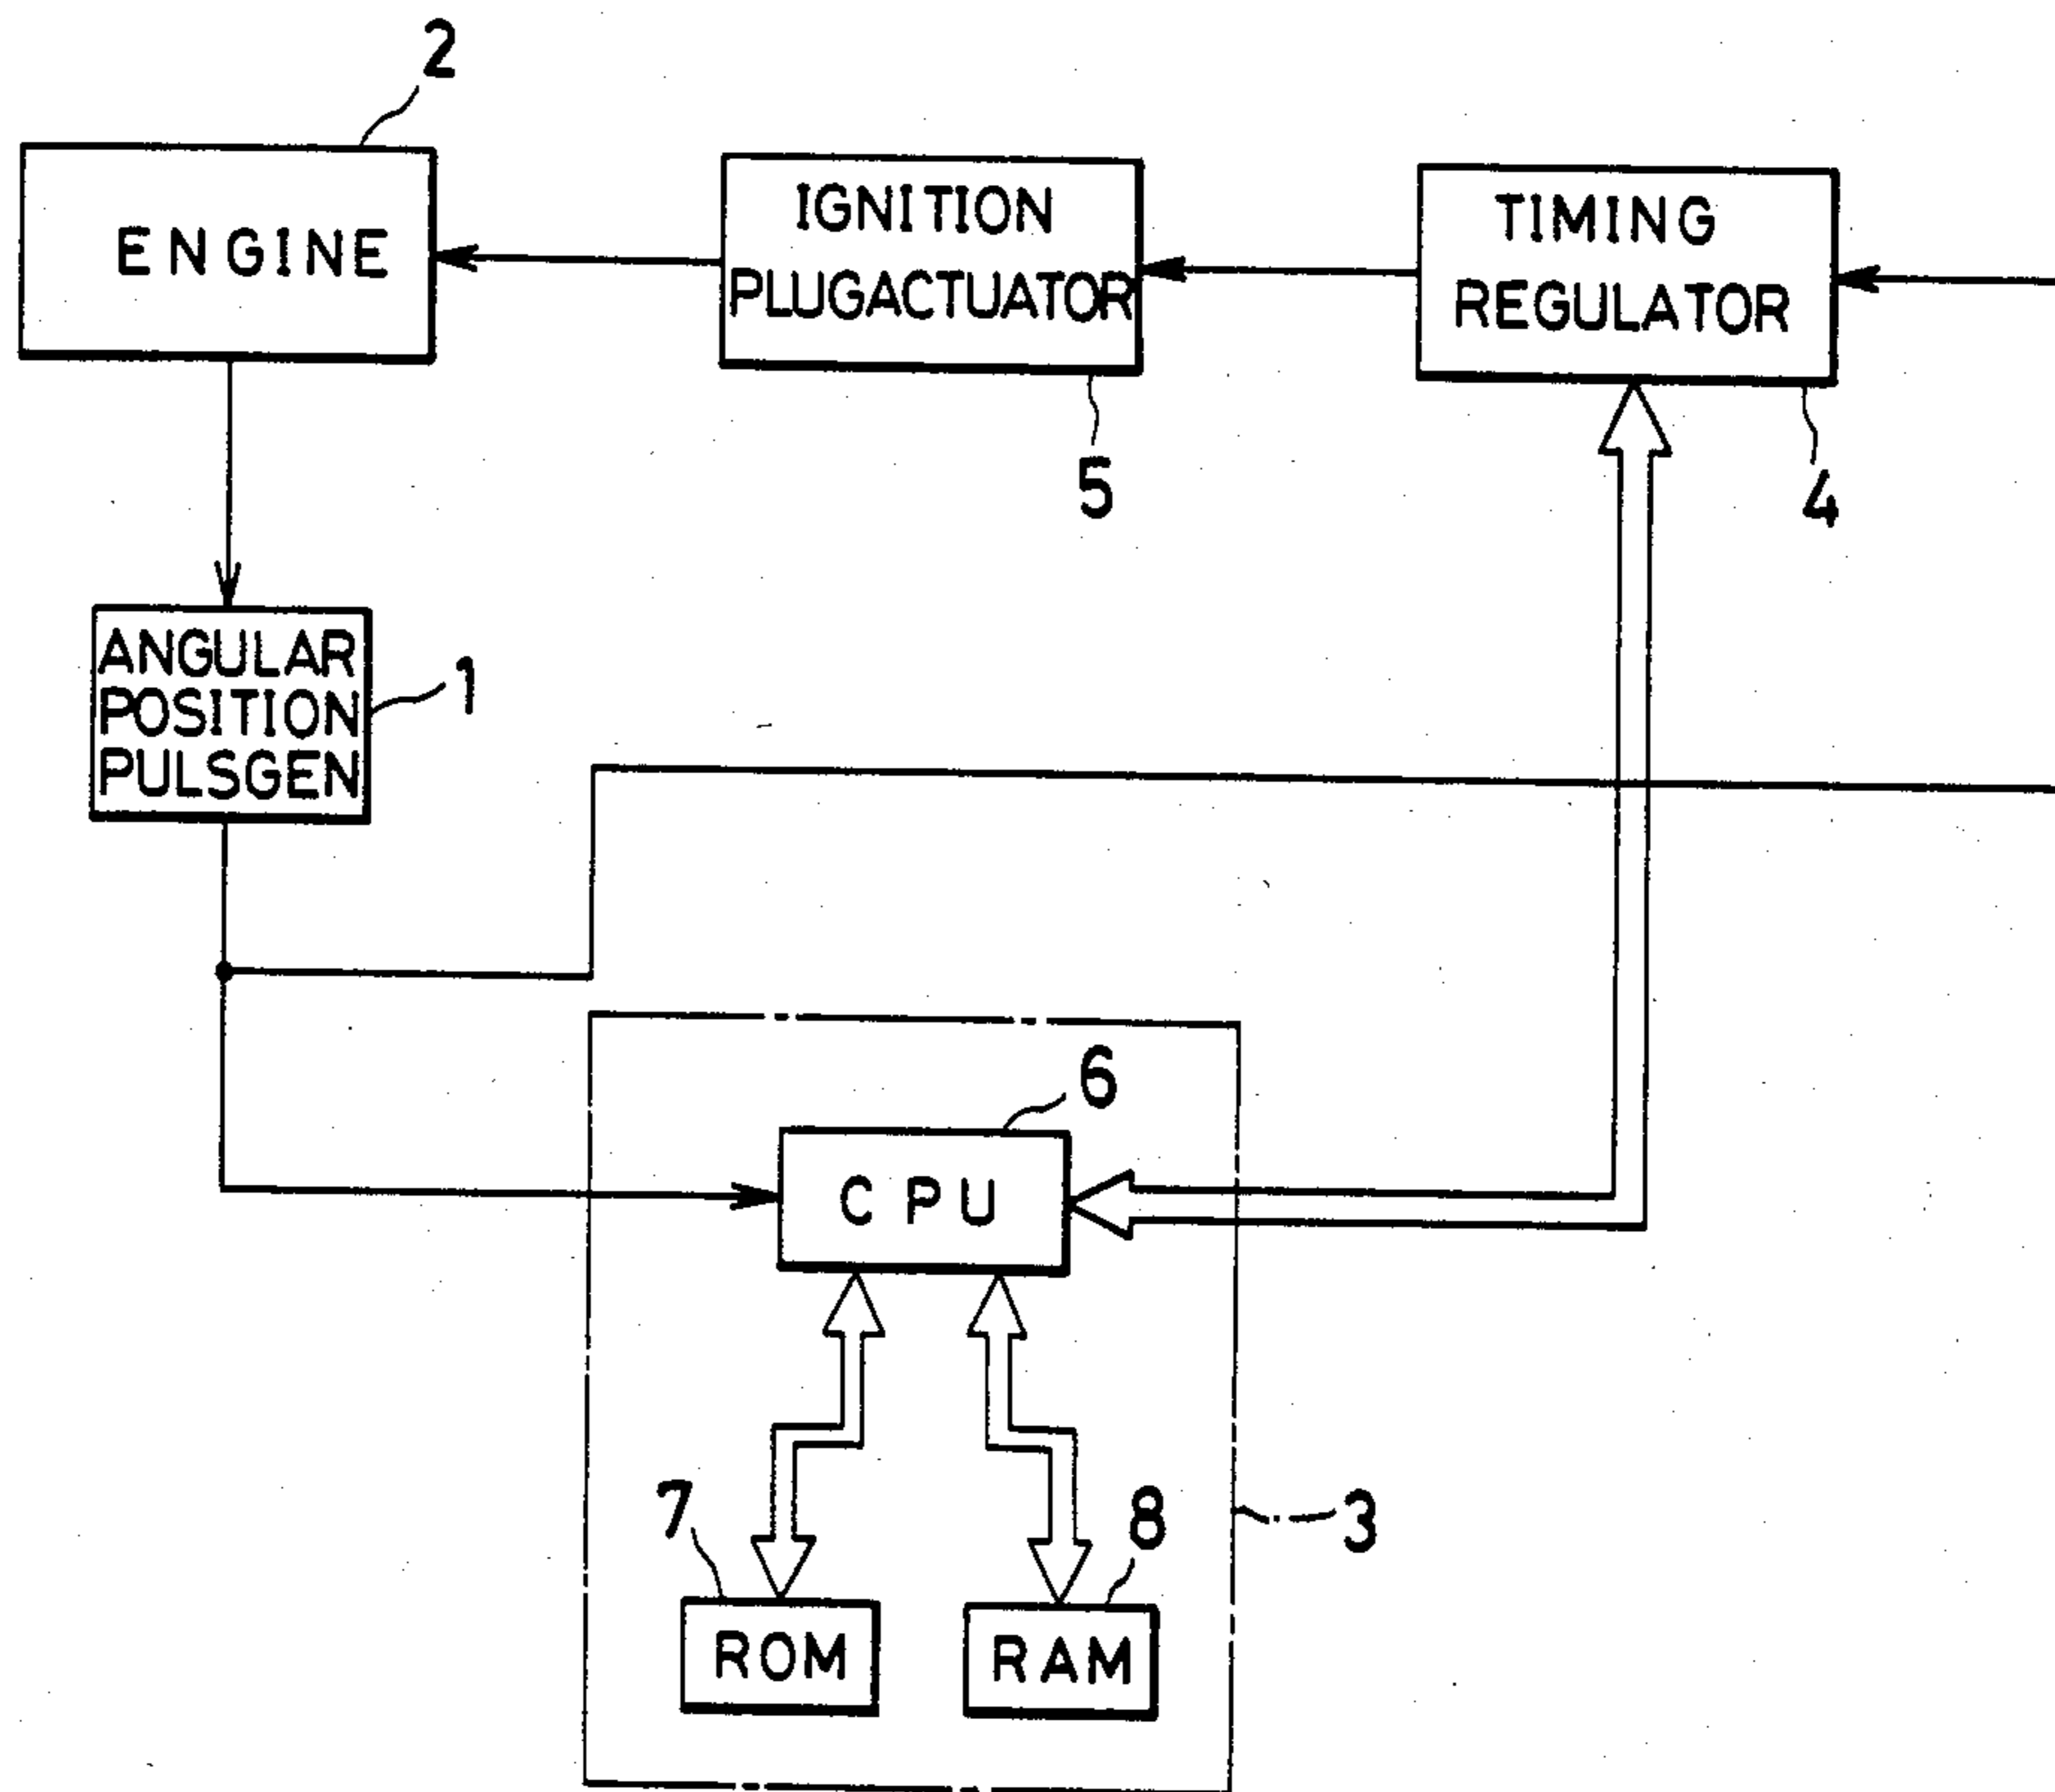 2
ENGINE
IGNITION
PLUGACTUATOR
TIMING
REGULATOR
5
4
ANGULAR
POSITION
PULSGEN
1
6
CPU
7
8
3
ROM
RAM